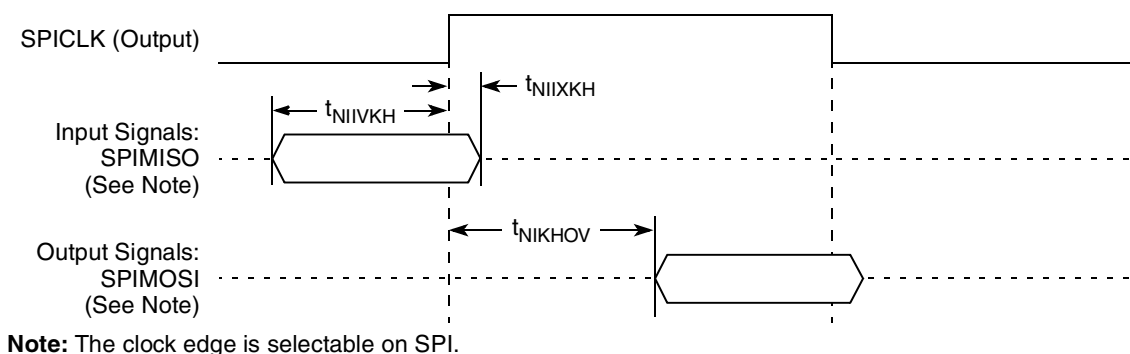 SPICLK (Output)
tNIIXKH
tNIIVKH
Input Signals:
SPIMISO
(See Note)
tNIKHOV
Output Signals:
SPIMOSI
(See Note)
Note: The clock edge is selectable on SPI.